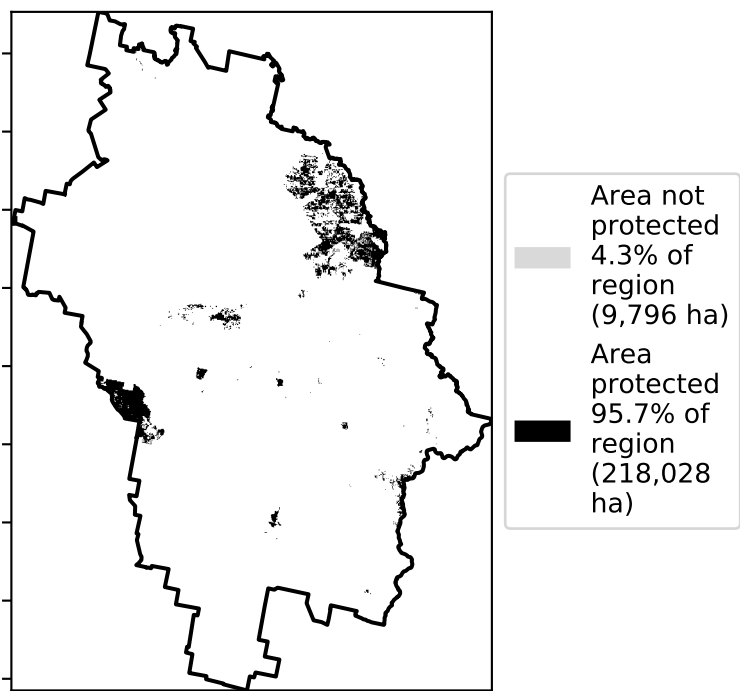 Area not
protected
4.3% of
region
(9,796 ha)
Area
protected
95.7% of
region
(218,028
ha)